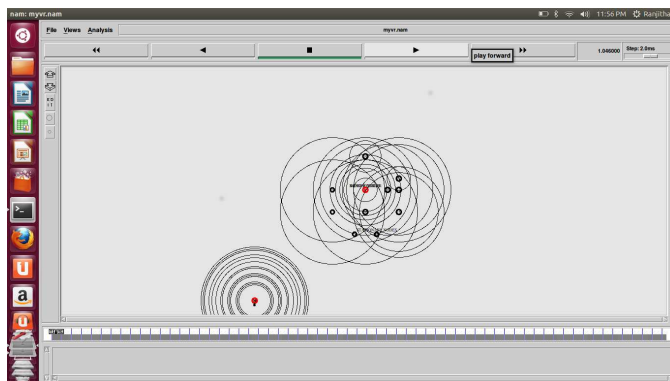 nam: myvr.nam
11:56 PM Ranjitha
File Views Analysis
myvr.nam
play forward
1.046000
Step: 2.0ms